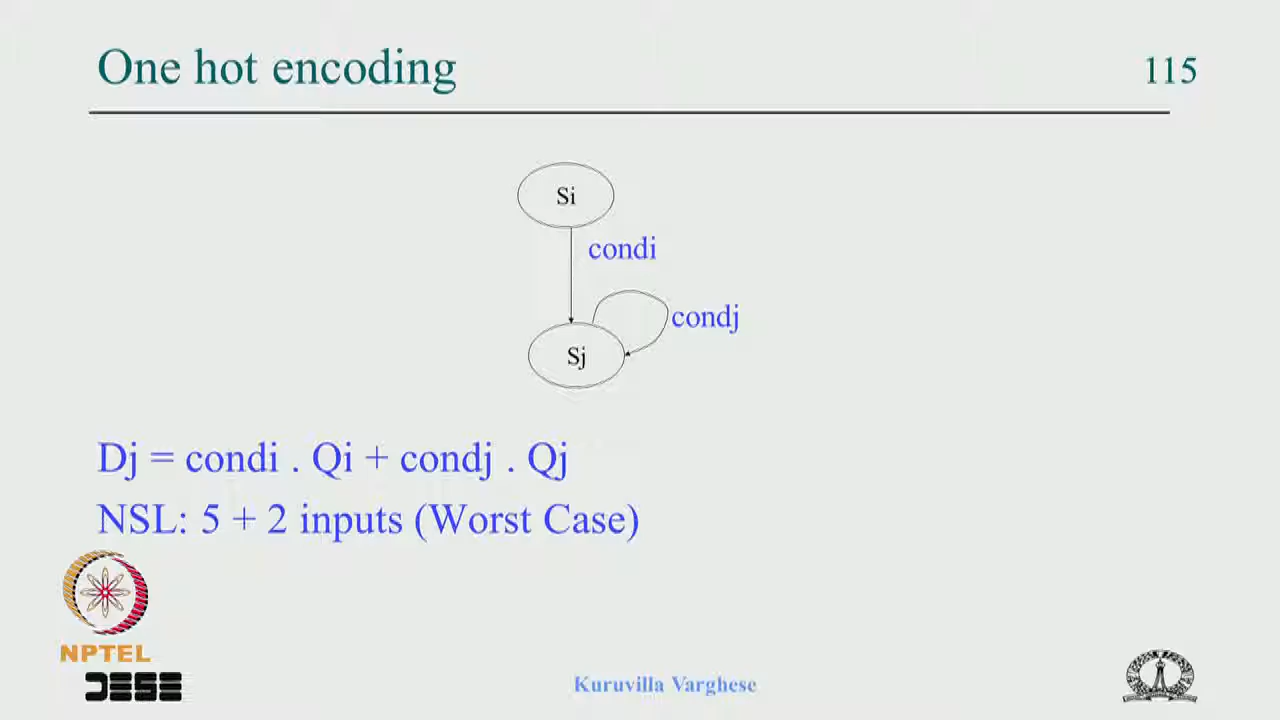 One hot encoding
115
Si
condi
condj
Sj
Dj = condi . Qi + condj . Qj
NSL: 5 + 2 inputs (Worst Case)
NPTEL
DESE
Kuruvilla Varghese